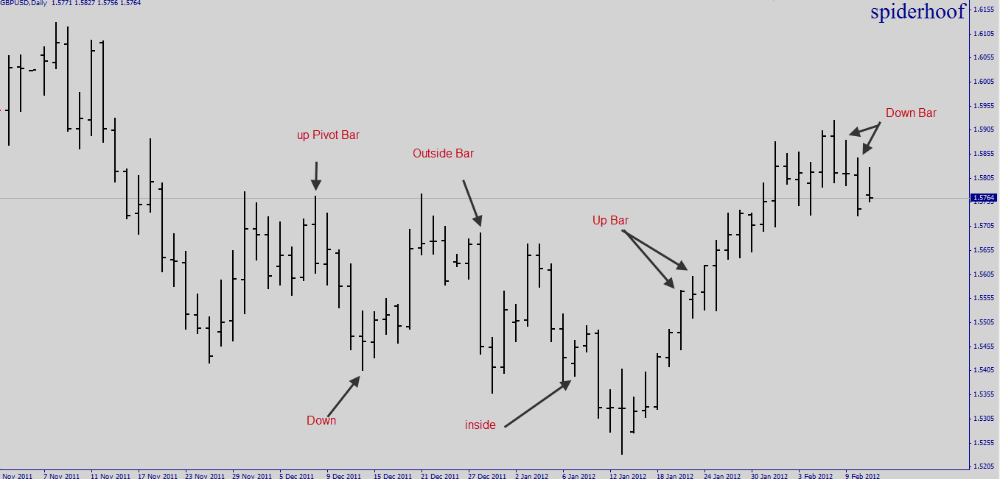 GBPUSD,Daily 1.5771 1.5827 1.5756 1.5764
spiderhoof
1.6155
1.6105
1.6055
1.6005
1.5955
Down Bar
up Pivot Bar
1.5905
Outside Bar
1.5855
1.5805
1.5764
Up Bar
1.5705
1.5655
1.5605
1.5555
1.5505
1.5455
1.5405
1.5355
Down
inside
1.5305
1.5255
1.5205
Nov 2011 7 Nov 2011 11 Nov 2011 17 Nov 2011 23 Nov 2011 29 Nov 2011 5 Dec 2011 9 Dec 2011 15 Dec 2011 21 Dec 2011 27 Dec 2011 2 Jan 2012 6 Jan 2012 12 Jan 2012 18 Jan 2012 24 Jan 2012 30 Jan 2012 3 Feb 2012 9 Feb 2012